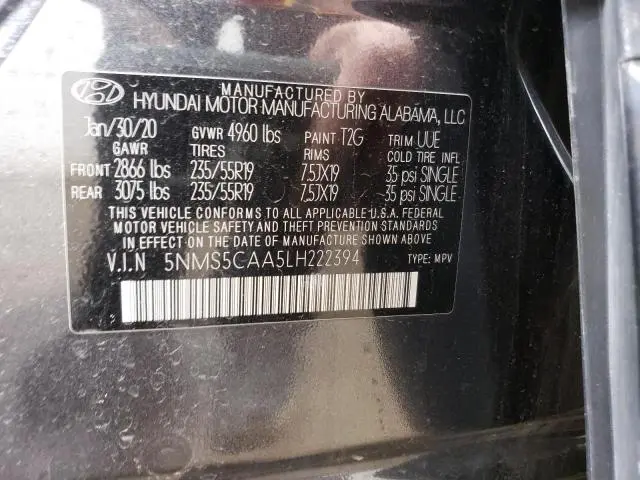 MANUFACTURED BY
HYUNDAI MOTOR MANUFACTURING ALABAMA, LLC
Jan/30/20 GVWR 4960 lbs PAINT T2G TRIM UUE
GAWR TIRES RIMS COLD TIRE INFL
FRONT 2866 lbs 235/55R19 7.5JX19 35 psi SINGLE
REAR 3075 lbs 235/55R19 7.5JX19 35 psi SINGLE
THIS VEHICLE CONFORMS TO ALL APPLICABLE U.S.A. FEDERAL
MOTOR VEHICLE SAFETY AND THEFT PREVENTION STANDARDS
IN EFFECT ON THE DATE OF MANUFACTURE SHOWN ABOVE.
V.I.N 5NMS5CAA5LH222394 TYPE: MPV